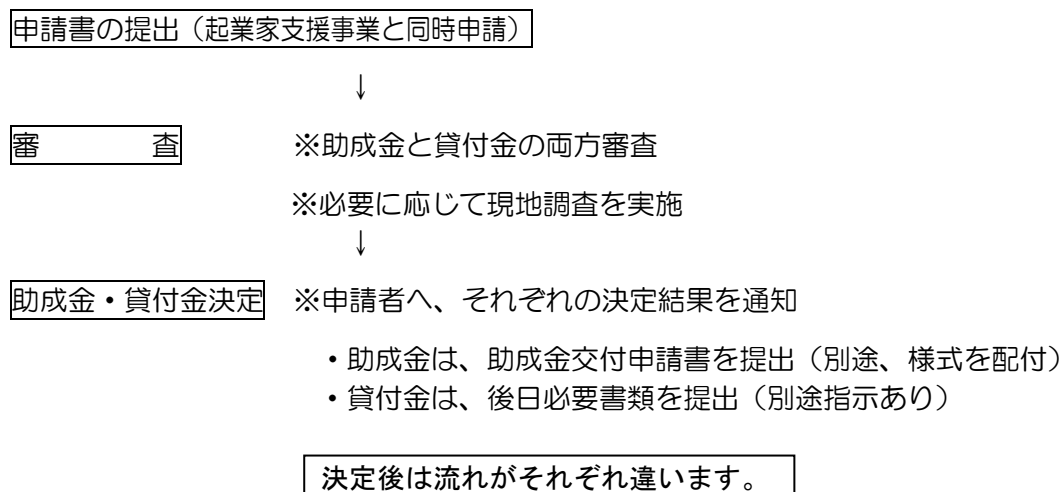 申請書の提出（起業家支援事業と同時申請）
↓
審　　　　査　　　　※助成金と貸付金の両方審査
※必要に応じて現地調査を実施
↓
助成金・貸付金決定　※申請者へ、それぞれの決定結果を通知
・助成金は、助成金交付申請書を提出（別途、様式を配付）
・貸付金は、後日必要書類を提出（別途指示あり）
決定後は流れがそれぞれ違います。